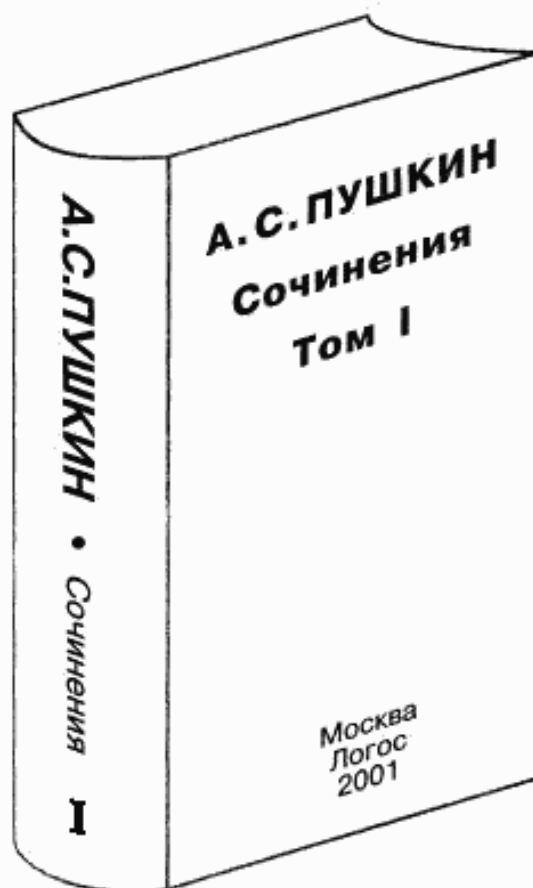 А.С.ПУШКИН • Сочинения I
А.С.ПУШКИН
Сочинения
Том I
Москва
Логос
2001